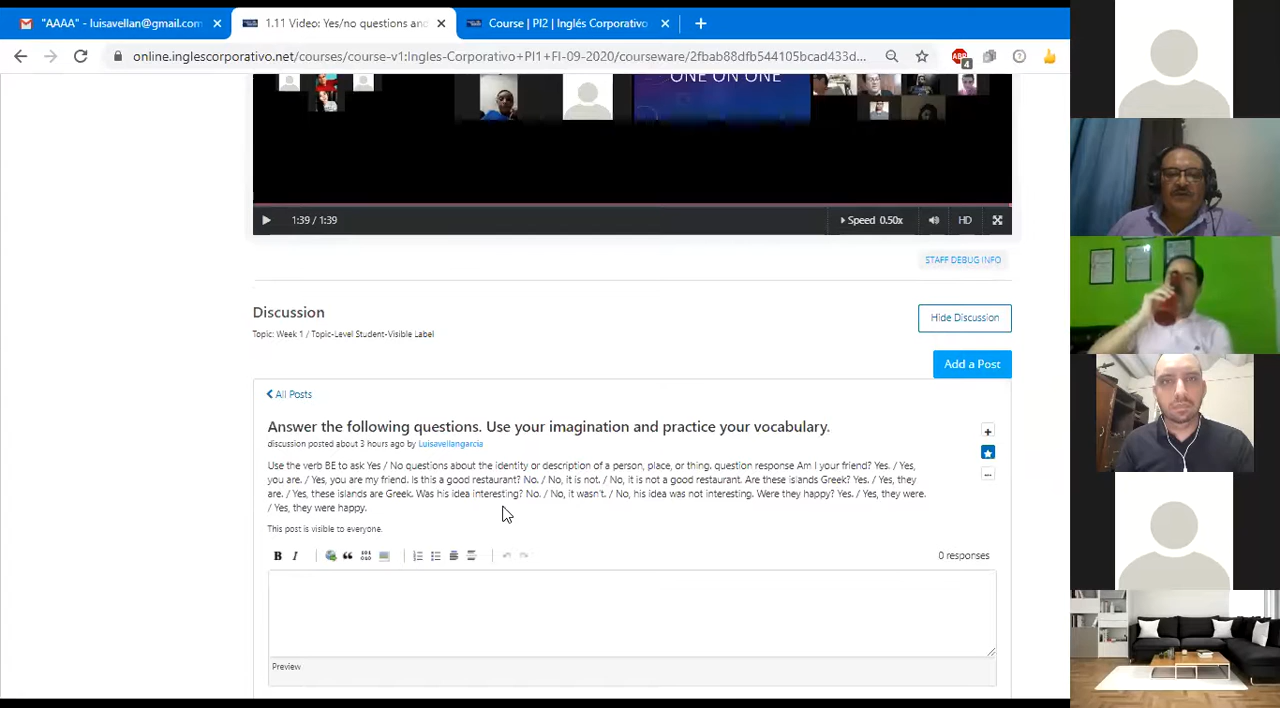 "AAAA" - luisavellan@gmail.com
1.11 Video: Yes/no questions and
Course | PI2 | Inglés Corporativo
online.inglescorporativo.net/courses/course-v1:Ingles-Corporativo+PI1+FI-09-2020/courseware/2fbab88dfb544105bcad433d...
4
ONE ON ONE
1:39 / 1:39
Speed 0.50x
HD
STAFF DEBUG INFO
Discussion
Hide Discussion
Topic: Week 1 / Topic-Level Student-Visible Label
Add a Post
All Posts
Answer the following questions. Use your imagination and practice your vocabulary.
discussion posted about 3 hours ago by Luisavellangarcia
Use the verb BE to ask Yes / No questions about the identity or description of a person, place, or thing. question response Am I your friend? Yes. / Yes,
you are. / Yes, you are my friend. Is this a good restaurant? No. / No, it is not. / No, it is not a good restaurant. Are these islands Greek? Yes. / Yes, they
are. / Yes, these islands are Greek. Was his idea interesting? No. / No, it wasn't. / No, his idea was not interesting. Were they happy? Yes. / Yes, they were.
/ Yes, they were happy.
This post is visible to everyone.
B I
0 responses
Preview